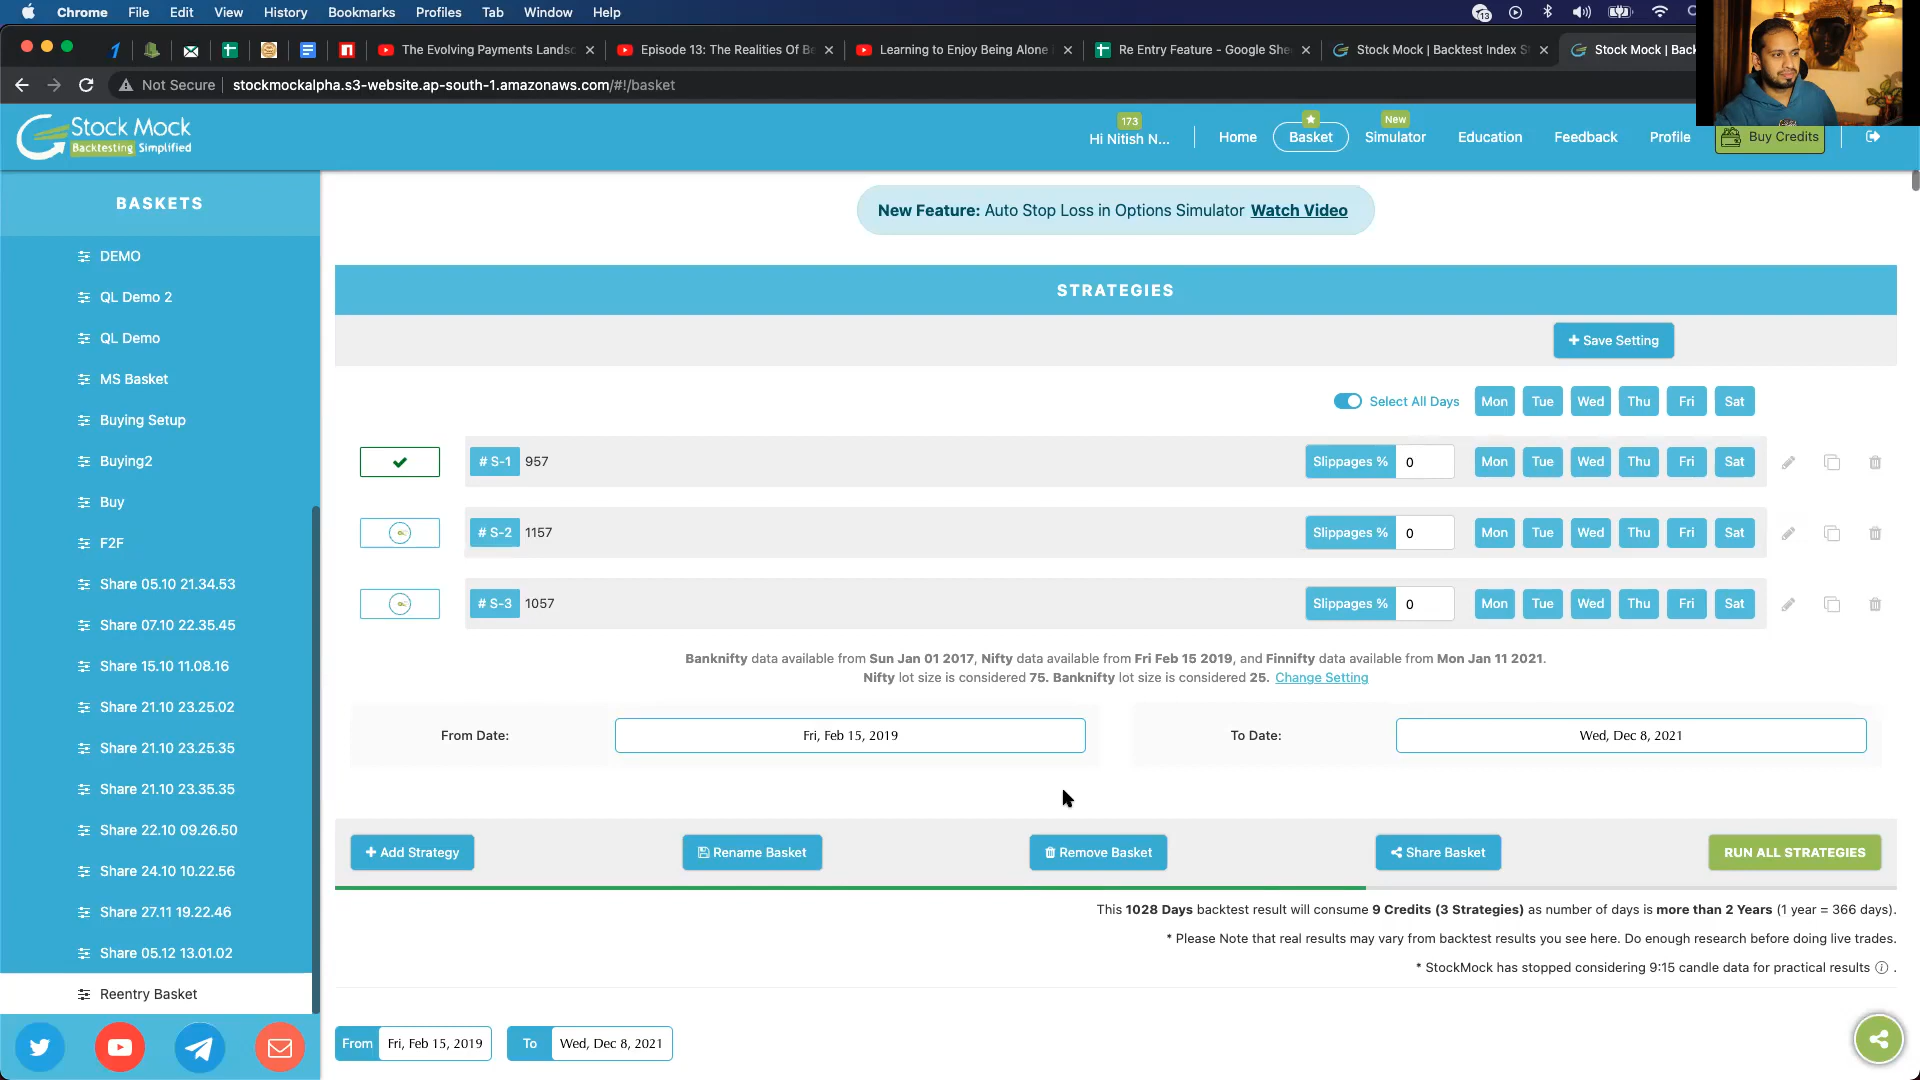 Chrome File Edit View History Bookmarks Profiles Tab Window Help
13
The Evolving Payments Landsc
Episode 13: The Realities Of Be
Learning to Enjoy Being Alone
Re Entry Feature - Google She
Stock Mock | Backtest Index S
Stock Mock | Back
Not Secure stockmockalpha.s3-website.ap-south-1.amazonaws.com/#!/basket
Stock Mock
Backtesting Simplified
173
Hi Nitish N...
Home
Basket
New
Simulator
Education
Feedback
Profile
Buy Credits
BASKETS
DEMO
QL Demo 2
QL Demo
MS Basket
Buying Setup
Buying2
Buy
F2F
Share 05.10 21.34.53
Share 07.10 22.35.45
Share 15.10 11.08.16
Share 21.10 23.25.02
Share 21.10 23.25.35
Share 21.10 23.35.35
Share 22.10 09.26.50
Share 24.10 10.22.56
Share 27.11 19.22.46
Share 05.12 13.01.02
Reentry Basket
New Feature: Auto Stop Loss in Options Simulator Watch Video
STRATEGIES
+ Save Setting
Select All Days Mon Tue Wed Thu Fri Sat
# S-1 957 Slippages % 0 Mon Tue Wed Thu Fri Sat
# S-2 1157 Slippages % 0 Mon Tue Wed Thu Fri Sat
# S-3 1057 Slippages % 0 Mon Tue Wed Thu Fri Sat
Banknifty data available from Sun Jan 01 2017, Nifty data available from Fri Feb 15 2019, and Finnifty data available from Mon Jan 11 2021.
Nifty lot size is considered 75. Banknifty lot size is considered 25. Change Setting
From Date: Fri, Feb 15, 2019 To Date: Wed, Dec 8, 2021
+ Add Strategy Rename Basket Remove Basket Share Basket RUN ALL STRATEGIES
This 1028 Days backtest result will consume 9 Credits (3 Strategies) as number of days is more than 2 Years (1 year = 366 days).
* Please Note that real results may vary from backtest results you see here. Do enough research before doing live trades.
* StockMock has stopped considering 9:15 candle data for practical results .
From Fri, Feb 15, 2019 To Wed, Dec 8, 2021